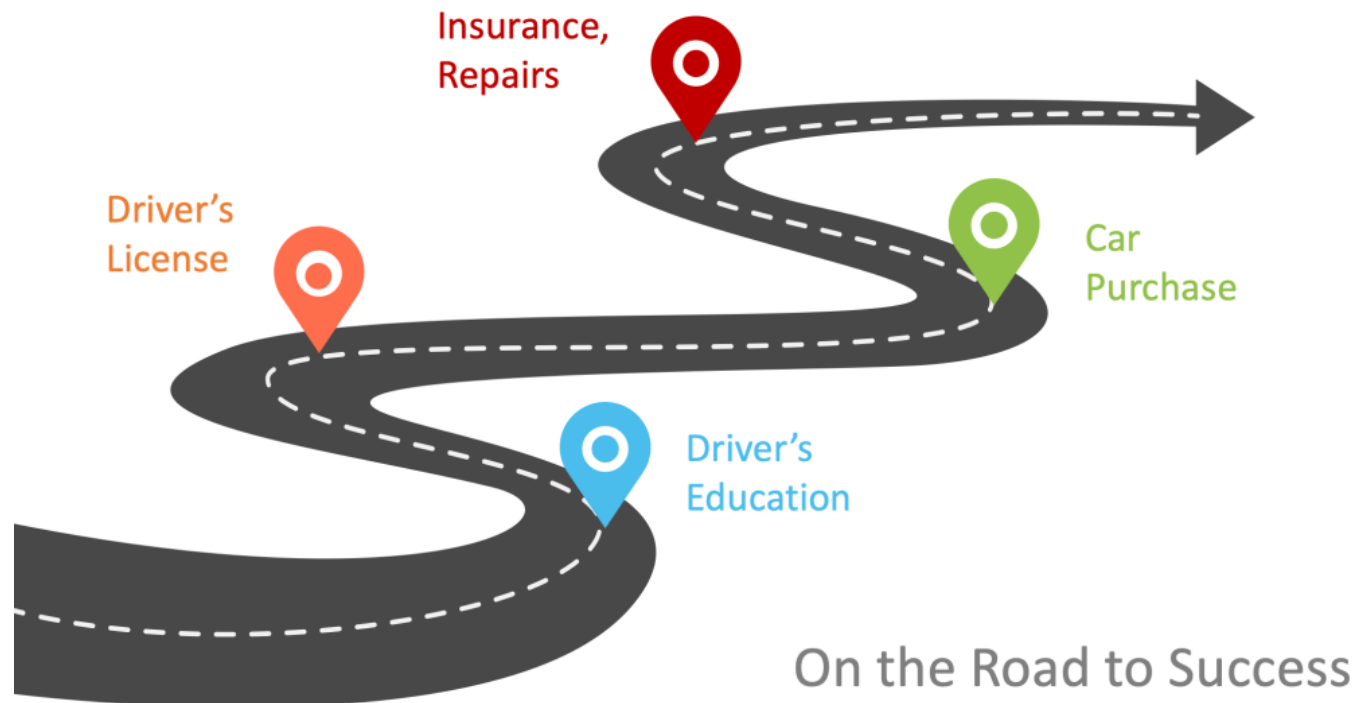 Insurance,
Repairs
Driver’s
License
Car
Purchase
Driver’s
Education
On the Road to Success